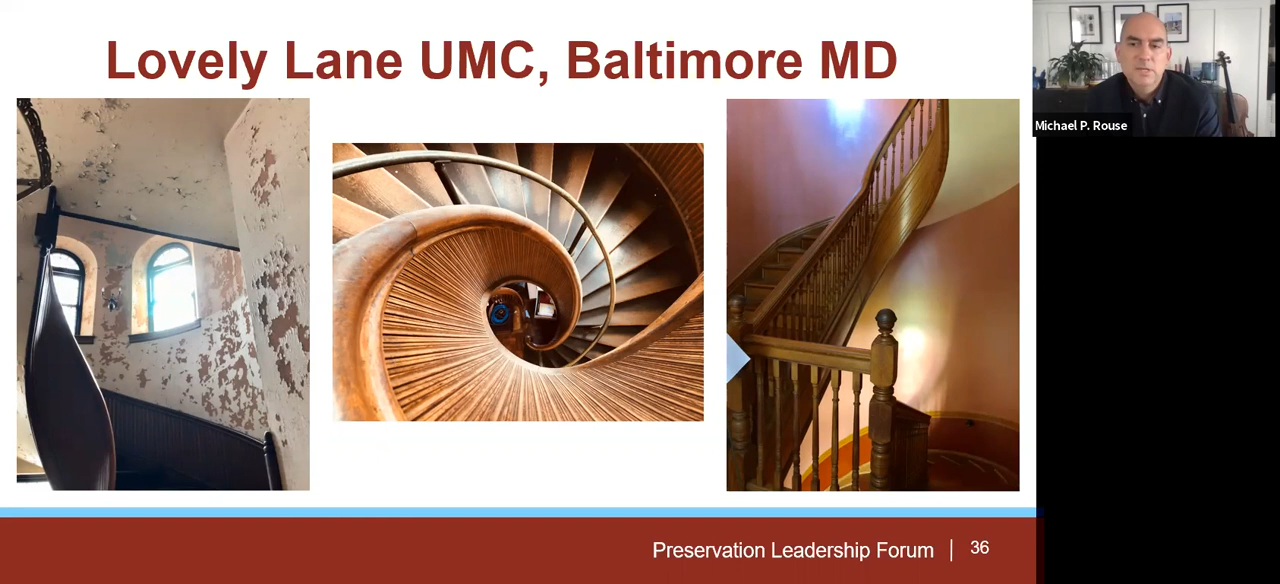 Lovely Lane UMC, Baltimore MD
Michael P. Rouse
Preservation Leadership Forum | 36